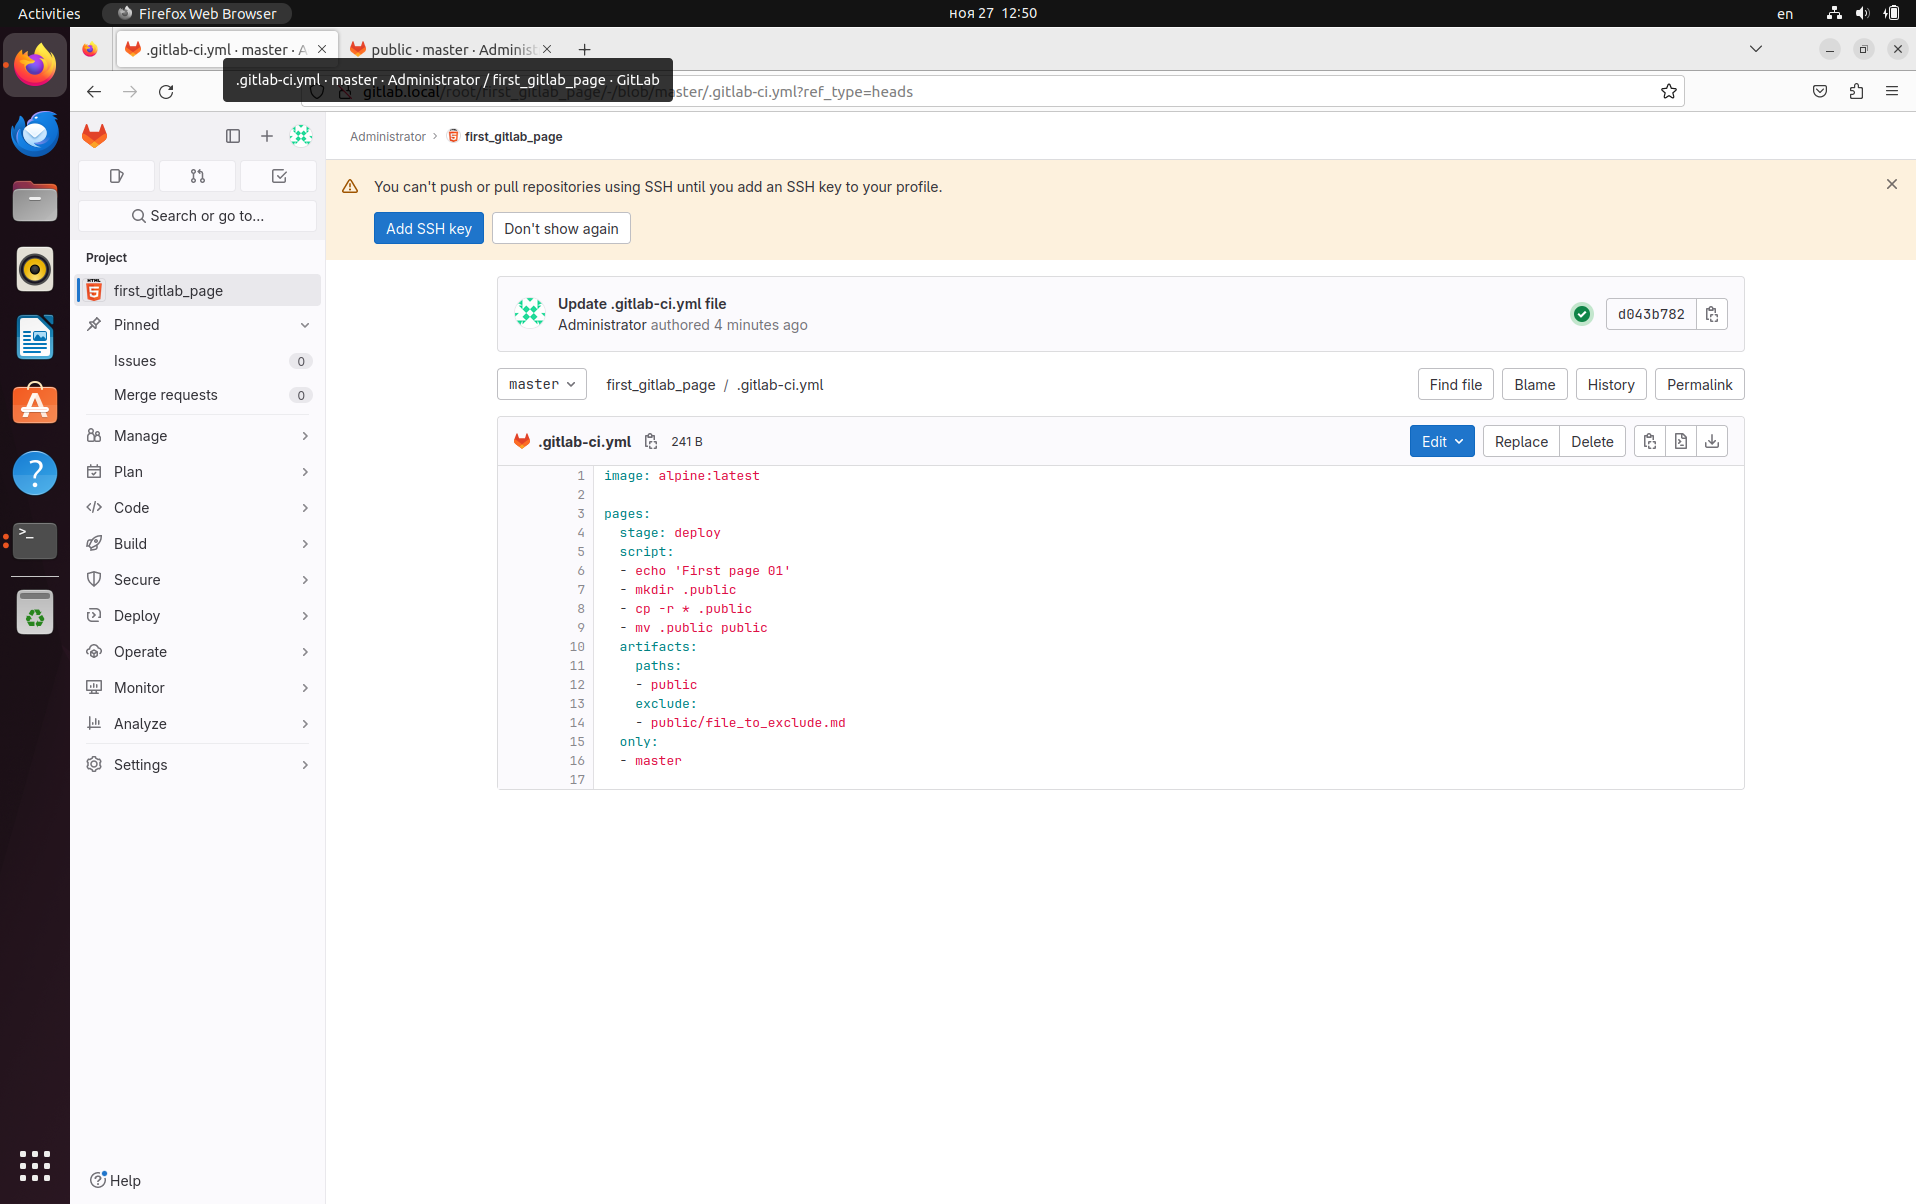 Activities
Firefox Web Browser
ноя 27 12:50
en
.gitlab-ci.yml · master · A
public · master · Administ
.gitlab-ci.yml · master · Administrator / first_gitlab_page · GitLab
gitlab.local/root/first_gitlab_page/-/blob/master/.gitlab-ci.yml?ref_type=heads
Search or go to...
Project
first_gitlab_page
Pinned
Issues 0
Merge requests 0
Manage
Plan
Code
Build
Secure
Deploy
Operate
Monitor
Analyze
Settings
Help
Administrator › first_gitlab_page
You can't push or pull repositories using SSH until you add an SSH key to your profile.
Add SSH key
Don't show again
Update .gitlab-ci.yml file
Administrator authored 4 minutes ago
d043b782
master
first_gitlab_page / .gitlab-ci.yml
Find file
Blame
History
Permalink
.gitlab-ci.yml 241 B
Edit
Replace
Delete
1 image: alpine:latest
2
3 pages:
4 stage: deploy
5 script:
6 - echo 'First page 01'
7 - mkdir .public
8 - cp -r * .public
9 - mv .public public
10 artifacts:
11 paths:
12 - public
13 exclude:
14 - public/file_to_exclude.md
15 only:
16 - master
17